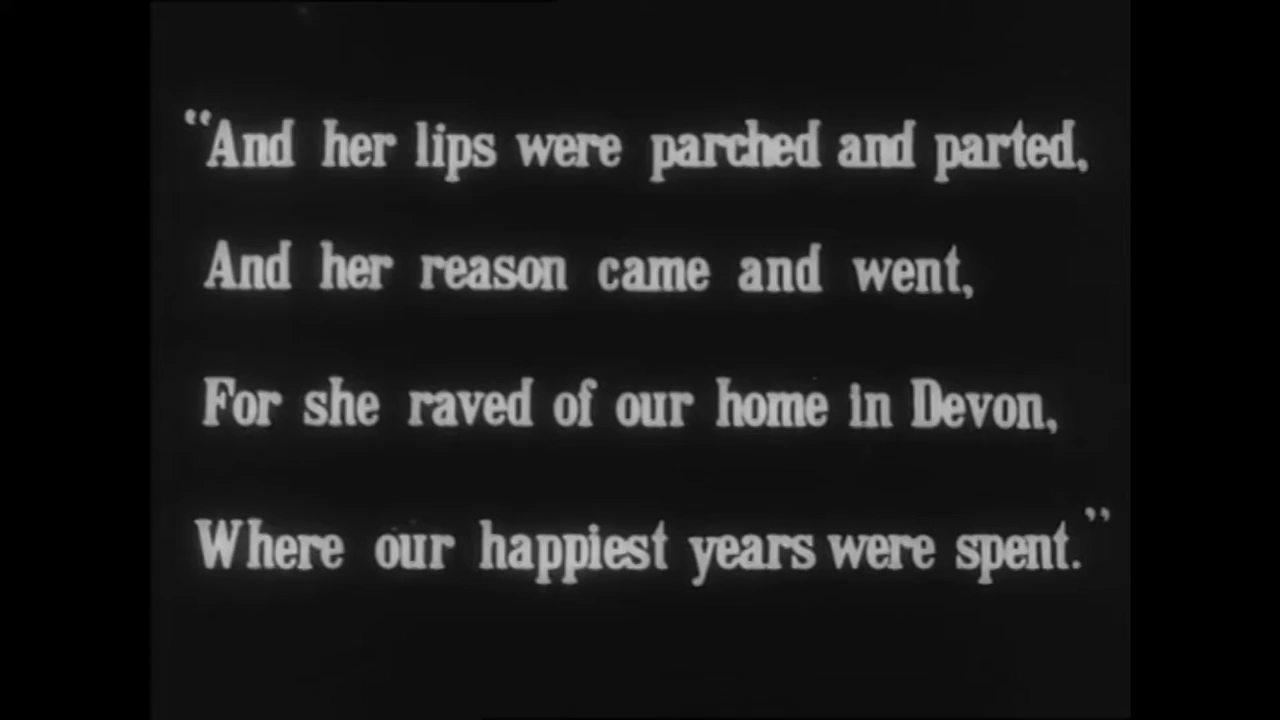 “And her lips were parched and parted,
And her reason came and went,
For she raved of our home in Devon,
Where our happiest years were spent.”